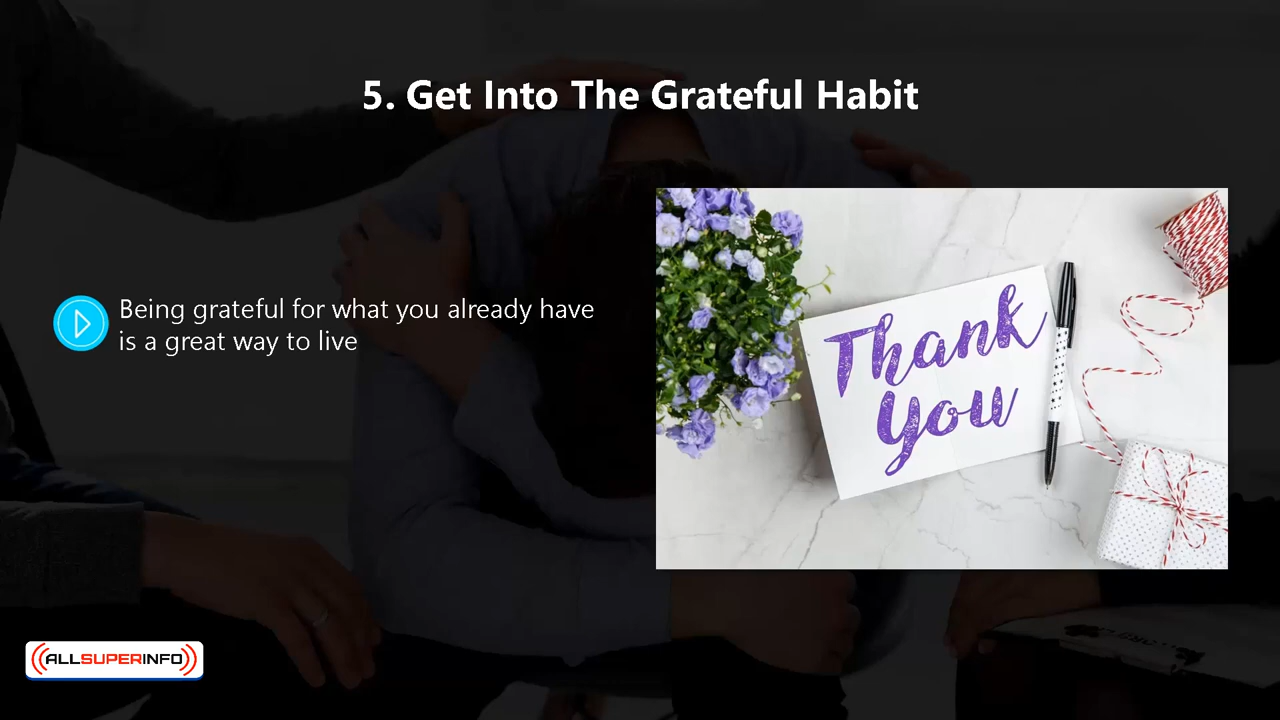 5. Get Into The Grateful Habit
Being grateful for what you already have
is a great way to live
Thank
You
ALLSUPERINFO